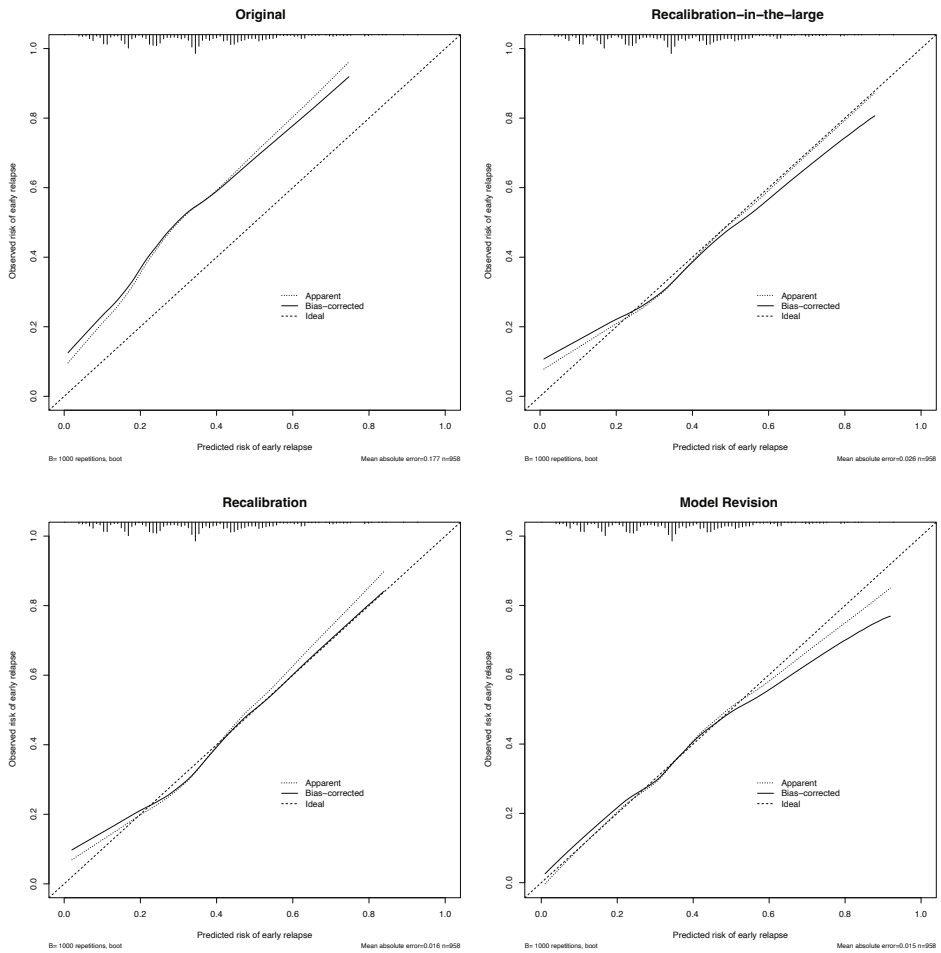 Original
Observed risk of early relapse
1.0
0.8
0.6
0.4
0.2
0.0
Apparent
Bias−corrected
Ideal
0.0 0.2 0.4 0.6 0.8 1.0
Predicted risk of early relapse
B= 1000 repetitions, boot Mean absolute error=0.177 n=958
Recalibration−in−the−large
Observed risk of early relapse
1.0
0.8
0.6
0.4
0.2
0.0
Apparent
Bias−corrected
Ideal
0.0 0.2 0.4 0.6 0.8 1.0
Predicted risk of early relapse
B= 1000 repetitions, boot Mean absolute error=0.026 n=958
Recalibration
Observed risk of early relapse
1.0
0.8
0.6
0.4
0.2
0.0
Apparent
Bias−corrected
Ideal
0.0 0.2 0.4 0.6 0.8 1.0
Predicted risk of early relapse
B= 1000 repetitions, boot Mean absolute error=0.016 n=958
Model Revision
Observed risk of early relapse
1.0
0.8
0.6
0.4
0.2
0.0
Apparent
Bias−corrected
Ideal
0.0 0.2 0.4 0.6 0.8 1.0
Predicted risk of early relapse
B= 1000 repetitions, boot Mean absolute error=0.015 n=958